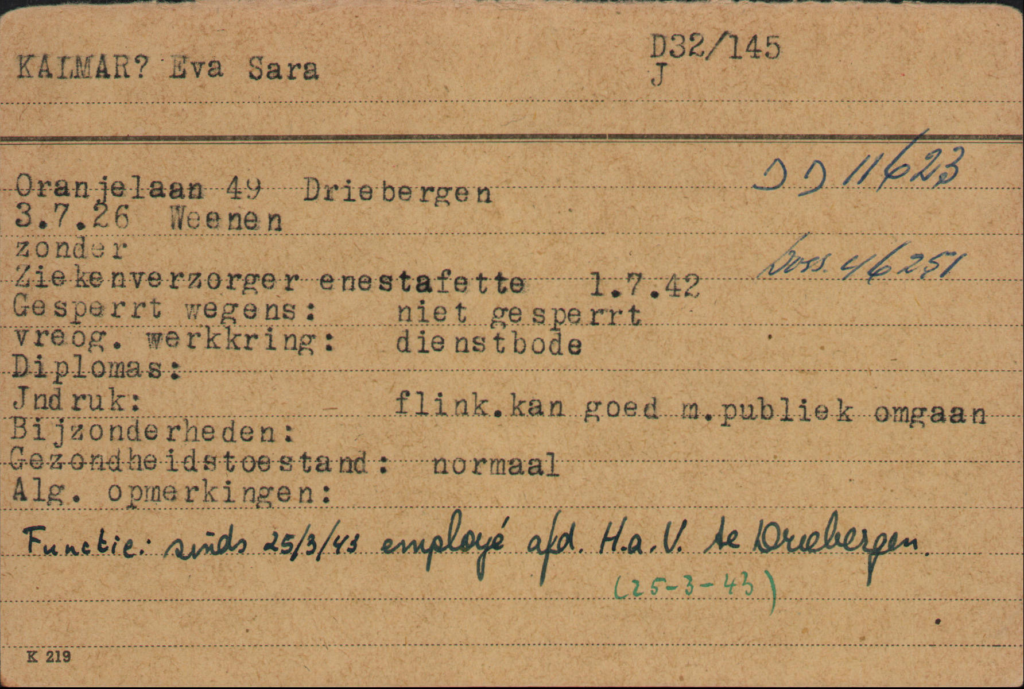 KALMAR? Eva Sara
D32/145
J
Oranjelaan 49 Driebergen
DD 11623
3.7.26 Weenen
zonder
Ziekenverzorger enestafette 1.7.42
Doss. 46251
Gesperrt wegens: niet gesperrt
vreog. werkkring: dienstbode
Diplomas:
Jndruk: flink.kan goed m.publiek omgaan
Bijzonderheden:
Gezondheidstoestand: normaal
Alg. opmerkingen:
Functie: sinds 25/3/43 employé afd. H.a.V. te Driebergen.
(25-3-43)
K 219